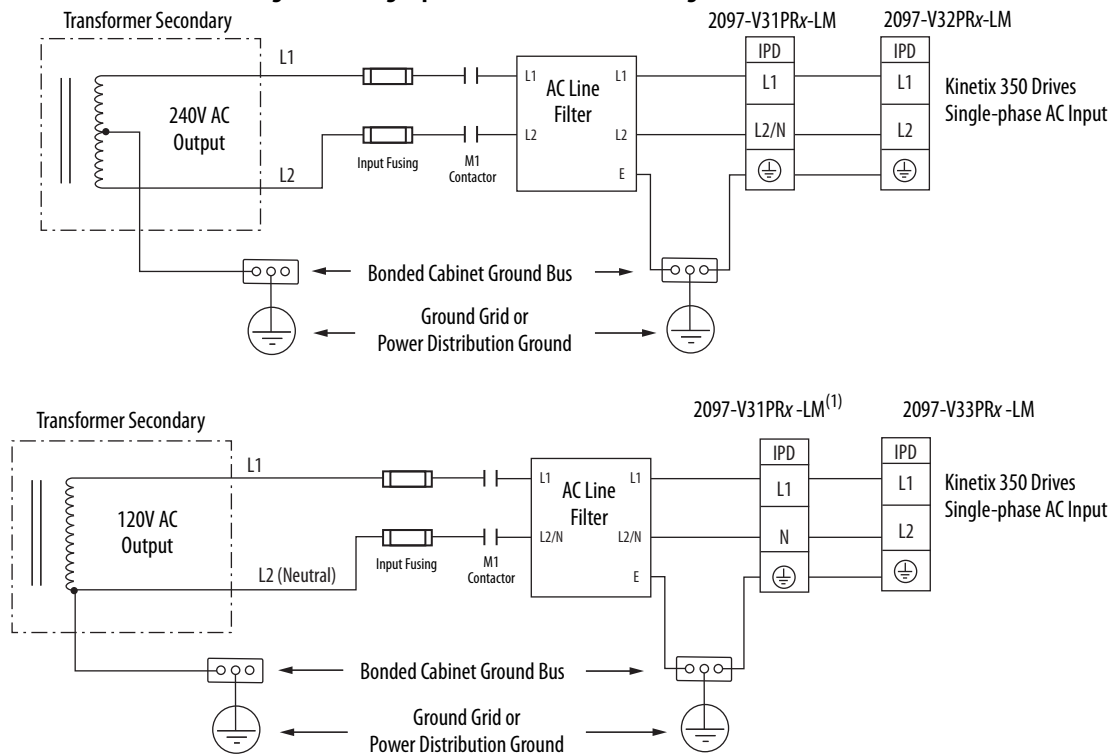 Transformer Secondary
2097-V31PRx-LM
2097-V32PRx-LM
IPD
IPD
L1
L1
L1
AC Line
Filter
L1
L1
L1
Kinetix 350 Drives
Single-phase AC Input
240V AC
Output
L2
L2
L2/N
L2
Input Fusing
M1
Contactor
L2
E
Bonded Cabinet Ground Bus
Ground Grid or
Power Distribution Ground
Transformer Secondary
2097-V31PRx -LM(1)
2097-V33PRx -LM
IPD
IPD
L1
L1
AC Line
Filter
L1
L1
L1
Kinetix 350 Drives
Single-phase AC Input
120V AC
Output
L2/N
L2/N
N
L2
L2 (Neutral)
Input Fusing
M1
Contactor
E
Bonded Cabinet Ground Bus
Ground Grid or
Power Distribution Ground